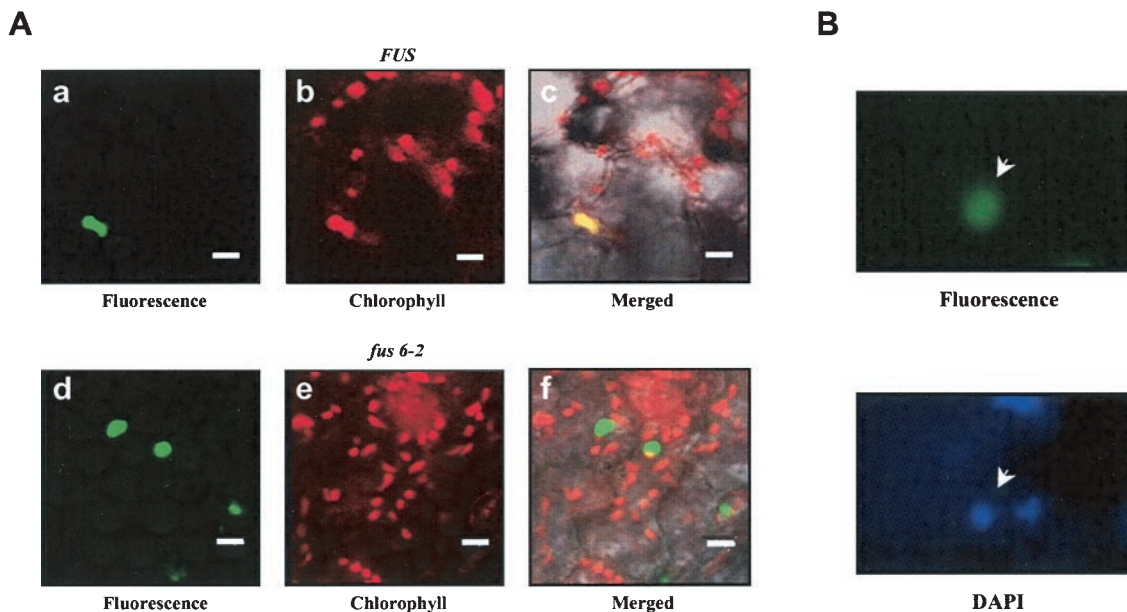 A
B
FUS
a
b
c
Fluorescence
Chlorophyll
Merged
Fluorescence
fus 6-2
d
e
f
Fluorescence
Chlorophyll
Merged
DAPI